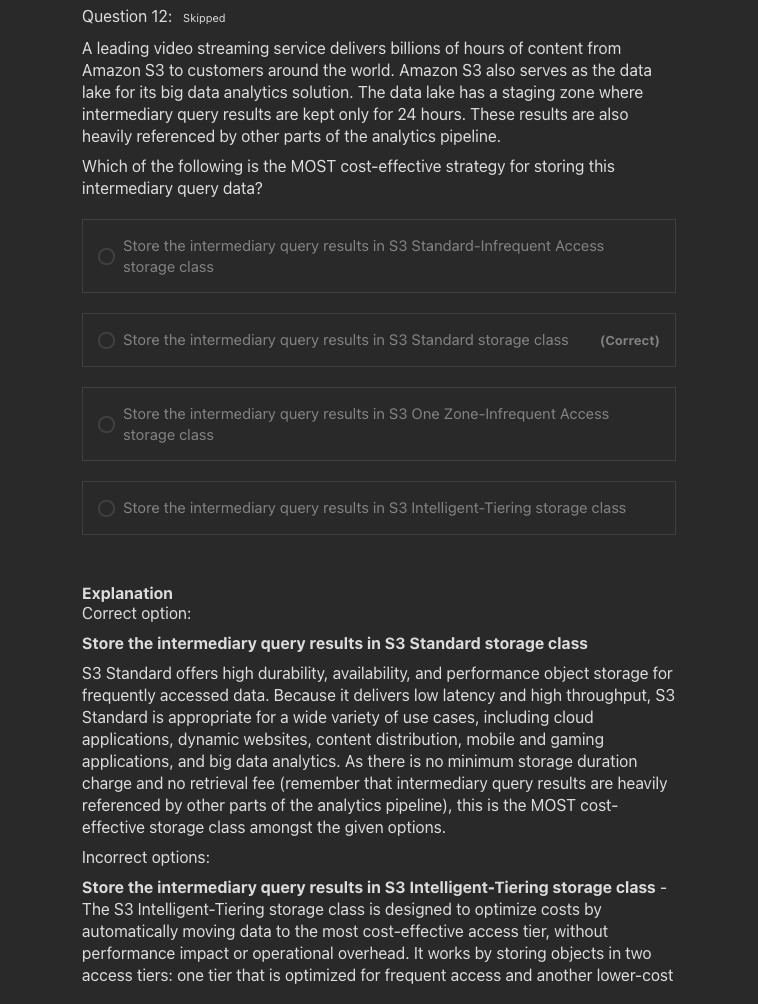 Question 12: Skipped
A leading video streaming service delivers billions of hours of content from
Amazon S3 to customers around the world. Amazon S3 also serves as the data
lake for its big data analytics solution. The data lake has a staging zone where
intermediary query results are kept only for 24 hours. These results are also
heavily referenced by other parts of the analytics pipeline.
Which of the following is the MOST cost-effective strategy for storing this
intermediary query data?
Store the intermediary query results in S3 Standard-Infrequent Access
storage class
Store the intermediary query results in S3 Standard storage class (Correct)
Store the intermediary query results in S3 One Zone-Infrequent Access
storage class
Store the intermediary query results in S3 Intelligent-Tiering storage class
Explanation
Correct option:
Store the intermediary query results in S3 Standard storage class
S3 Standard offers high durability, availability, and performance object storage for
frequently accessed data. Because it delivers low latency and high throughput, S3
Standard is appropriate for a wide variety of use cases, including cloud
applications, dynamic websites, content distribution, mobile and gaming
applications, and big data analytics. As there is no minimum storage duration
charge and no retrieval fee (remember that intermediary query results are heavily
referenced by other parts of the analytics pipeline), this is the MOST cost-
effective storage class amongst the given options.
Incorrect options:
Store the intermediary query results in S3 Intelligent-Tiering storage class -
The S3 Intelligent-Tiering storage class is designed to optimize costs by
automatically moving data to the most cost-effective access tier, without
performance impact or operational overhead. It works by storing objects in two
access tiers: one tier that is optimized for frequent access and another lower-cost